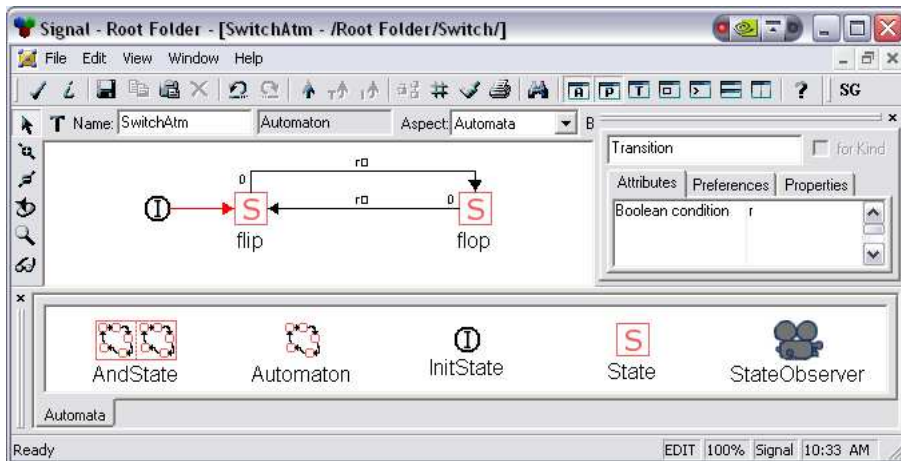 Signal - Root Folder - [SwitchAtm - /Root Folder/Switch/]
File Edit View Window Help
SG
T Name: SwitchAtm Automaton Aspect: Automata B
Transition for Kind
Attributes Preferences Properties
Boolean condition r
r
0
I S r 0 S
flip flop
I S
AndState Automaton InitState State StateObserver
Automata
Ready EDIT 100% Signal 10:33 AM